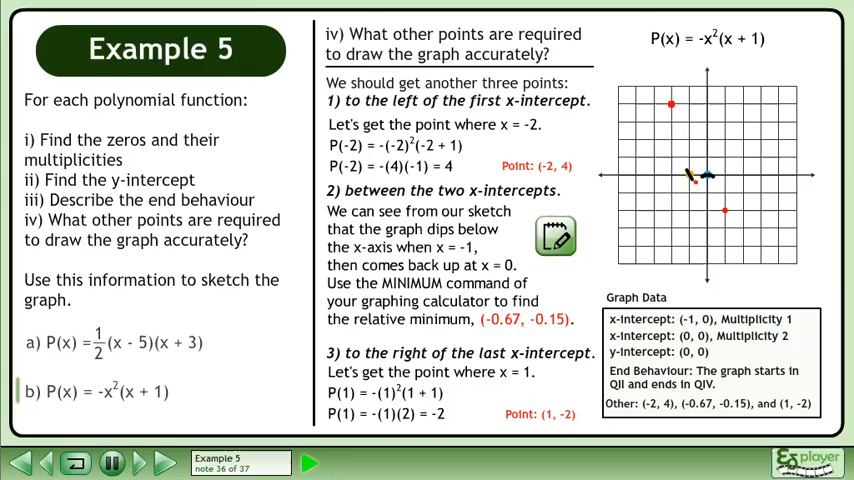 Example 5
For each polynomial function:
i) Find the zeros and their
multiplicities
ii) Find the y-intercept
iii) Describe the end behaviour
iv) What other points are required
to draw the graph accurately?
Use this information to sketch the
graph.
a) P(x) = 1/2(x - 5)(x + 3)
b) P(x) = -x²(x + 1)
iv) What other points are required
to draw the graph accurately?
We should get another three points:
1) to the left of the first x-intercept.
Let's get the point where x = -2.
P(-2) = -(-2)²(-2 + 1)
P(-2) = -(4)(-1) = 4 Point: (-2, 4)
2) between the two x-intercepts.
We can see from our sketch
that the graph dips below
the x-axis when x = -1,
then comes back up at x = 0.
Use the MINIMUM command of
your graphing calculator to find
the relative minimum, (-0.67, -0.15).
3) to the right of the last x-intercept.
Let's get the point where x = 1.
P(1) = -(1)²(1 + 1)
P(1) = -(1)(2) = -2 Point: (1, -2)
P(x) = -x²(x + 1)
Graph Data
x-intercept: (-1, 0), Multiplicity 1
x-intercept: (0, 0), Multiplicity 2
y-intercept: (0, 0)
End Behaviour: The graph starts in
QII and ends in QIV.
Other: (-2, 4), (-0.67, -0.15), and (1, -2)
Example 5
note 36 of 37
player